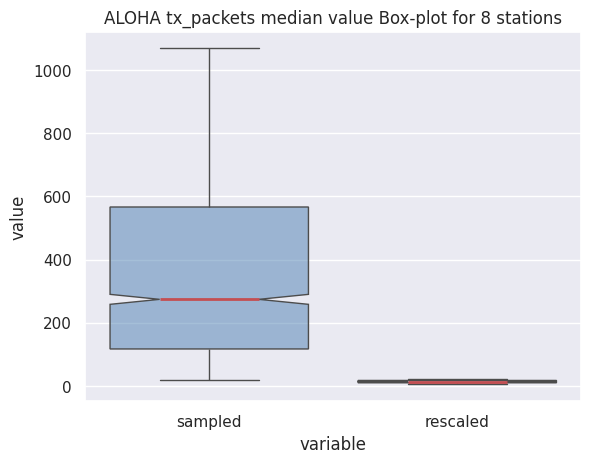 ALOHA tx_packets median value Box-plot for 8 stations
1000
800
600
400
200
0
value
sampled
rescaled
variable